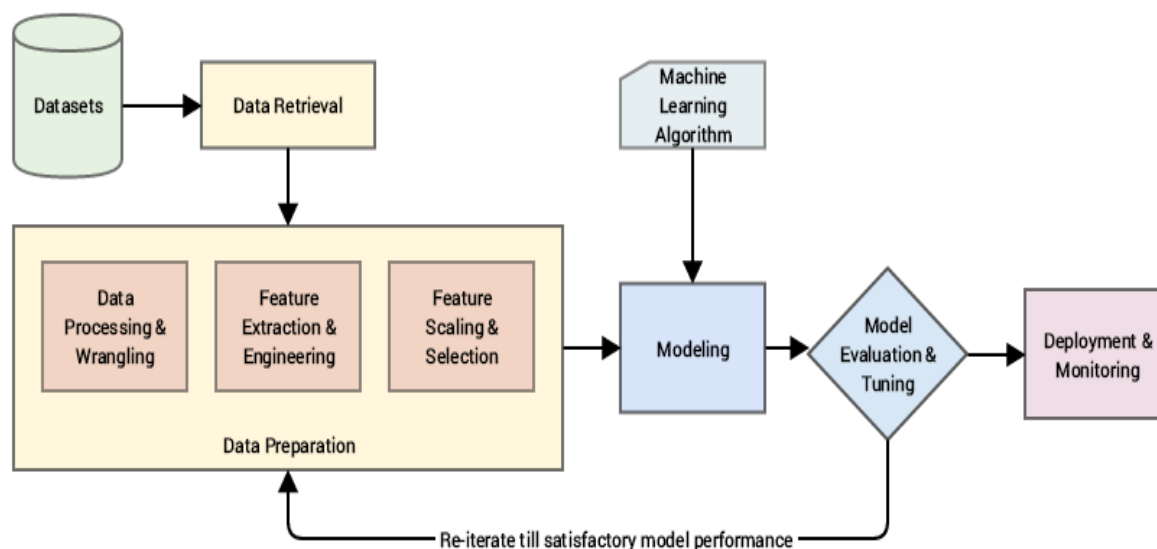 Datasets
Data Retrieval
Machine
Learning
Algorithm
Data
Processing &
Wrangling
Feature
Extraction &
Engineering
Feature
Scaling &
Selection
Data Preparation
Modeling
Model
Evaluation &
Tuning
Deployment &
Monitoring
Re-iterate till satisfactory model performance